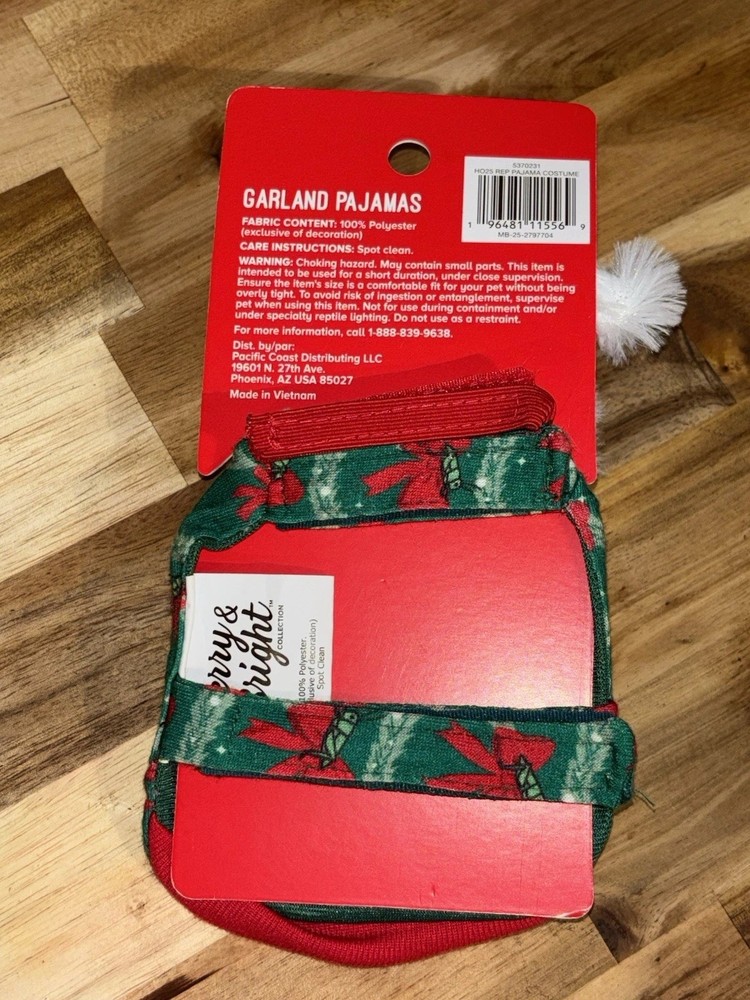 5370231
HO25 REP PAJAMA COSTUME
1 96481 11556 9
MB-25-2797704
GARLAND PAJAMAS
FABRIC CONTENT: 100% Polyester
(exclusive of decoration)
CARE INSTRUCTIONS: Spot clean.
WARNING: Choking hazard. May contain small parts. This item is
intended to be used for a short duration, under close supervision.
Ensure the item's size is a comfortable fit for your pet without being
overly tight. To avoid risk of ingestion or entanglement, supervise
pet when using this item. Not for use during containment and/or
under specialty reptile lighting. Do not use as a restraint.
For more information, call 1-888-839-9638.
Dist. by/par:
Pacific Coast Distributing LLC
19601 N. 27th Ave.
Phoenix, AZ USA 85027
Made in Vietnam
erry &
right™
COLLECTION
100% Polyester.
lusive of decoration)
Spot Clean